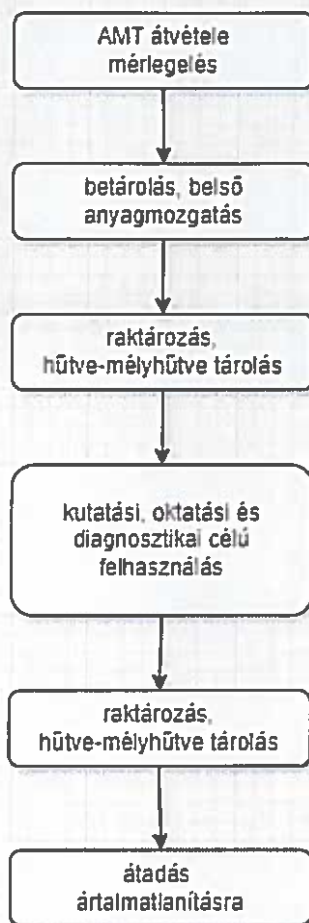 AMT átvétele
mérlegelés
betárolás, belső
anyagmozgatás
raktározás,
hűtve-mélyhűtve tárolás
kutatási, oktatási és
diagnosztikai célú
felhasználás
raktározás,
hűtve-mélyhűtve tárolás
átadás
ártalmatlanításra